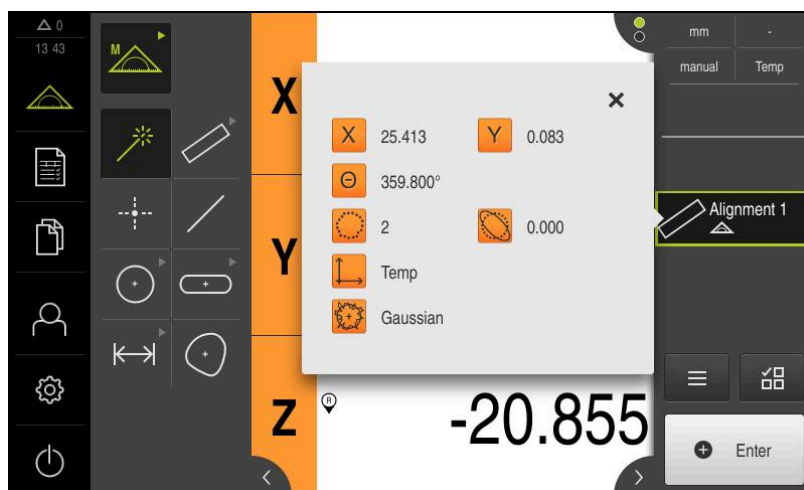 0
13 43
M
X
Y
Z
X 25.413 Y 0.083
Θ 359.800°
2 0.000
Temp
Gaussian
R
-20.855
mm -
manual Temp
Alignment 1
Enter